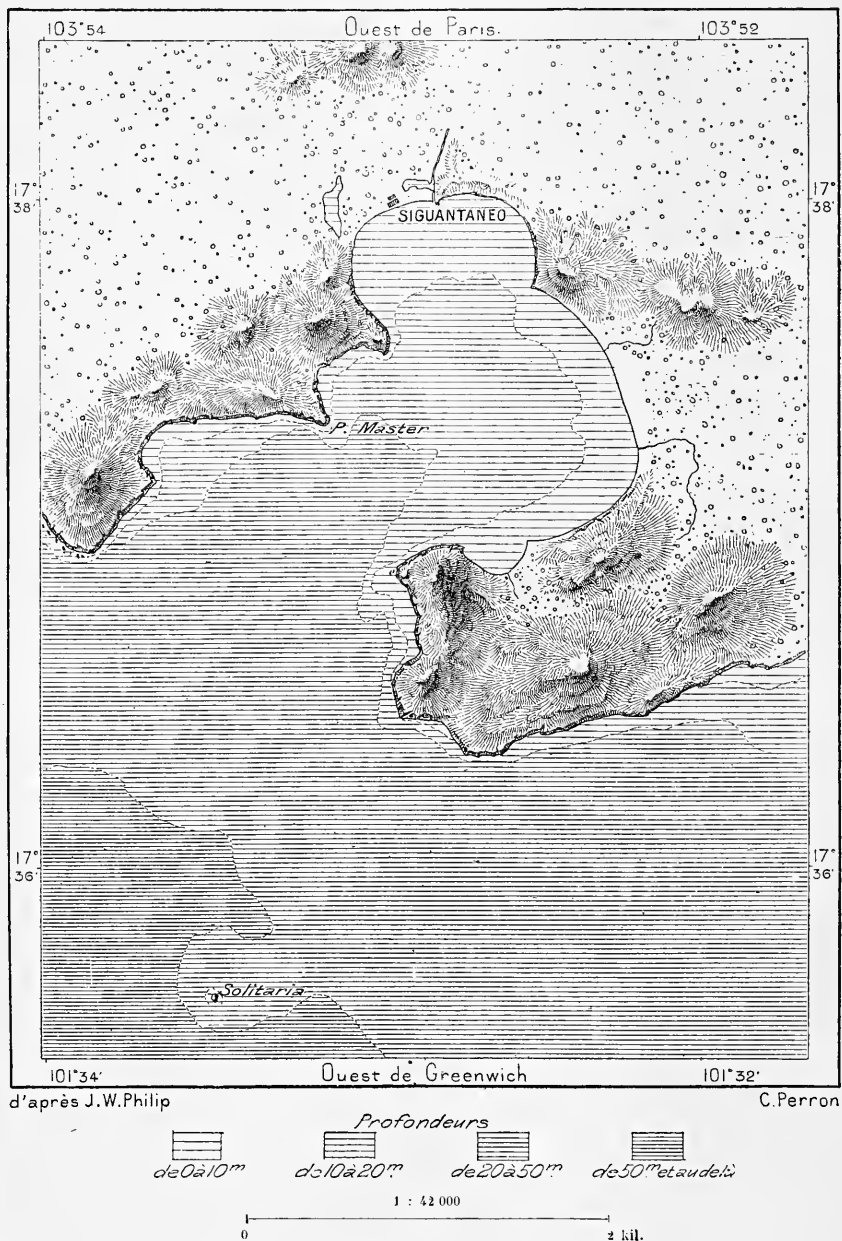 103°54 Ouest de Paris. 103°52
17° 17°
38' 38'
SIGUANTANEO
P. Master
17° 17°
36' 36'
Solitaria
101°34' Ouest de Greenwich 101°32'
d'après J.W.Philip C.Perron
Profondeurs
de 0 à 10m de 10 à 20m de 20 à 50m de 50m et au delà
1 : 42 000
0 2 kil.